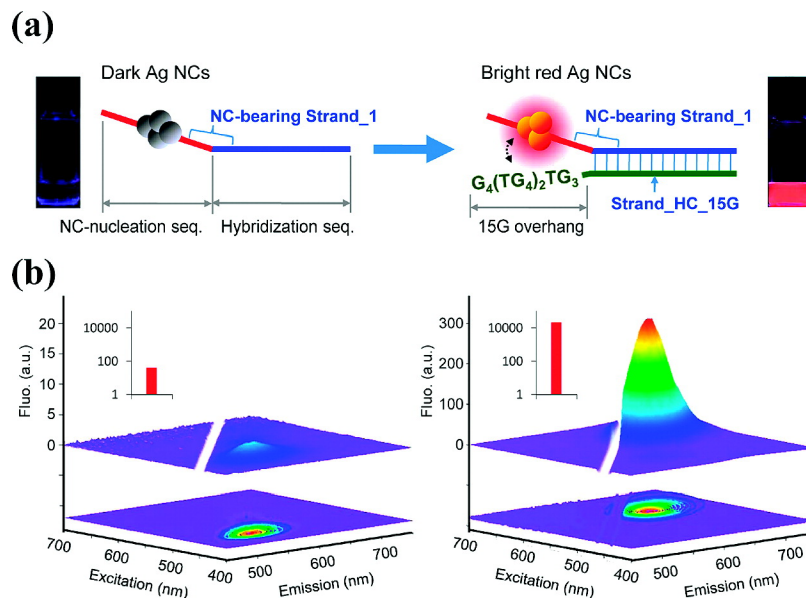 (a)
Dark Ag NCs
NC-bearing Strand_1
NC-nucleation seq.
Hybridization seq.
Bright red Ag NCs
NC-bearing Strand_1
G₄(TG₄)₂TG₃
Strand_HC_15G
15G overhang
(b)
Fluo. (a.u.)
20
15
10
5
0
10000
100
1
700
600
500
400
Excitation (nm)
500
600
700
Emission (nm)
Fluo. (a.u.)
300
200
100
0
10000
100
1
700
600
500
400
Excitation (nm)
500
600
700
Emission (nm)